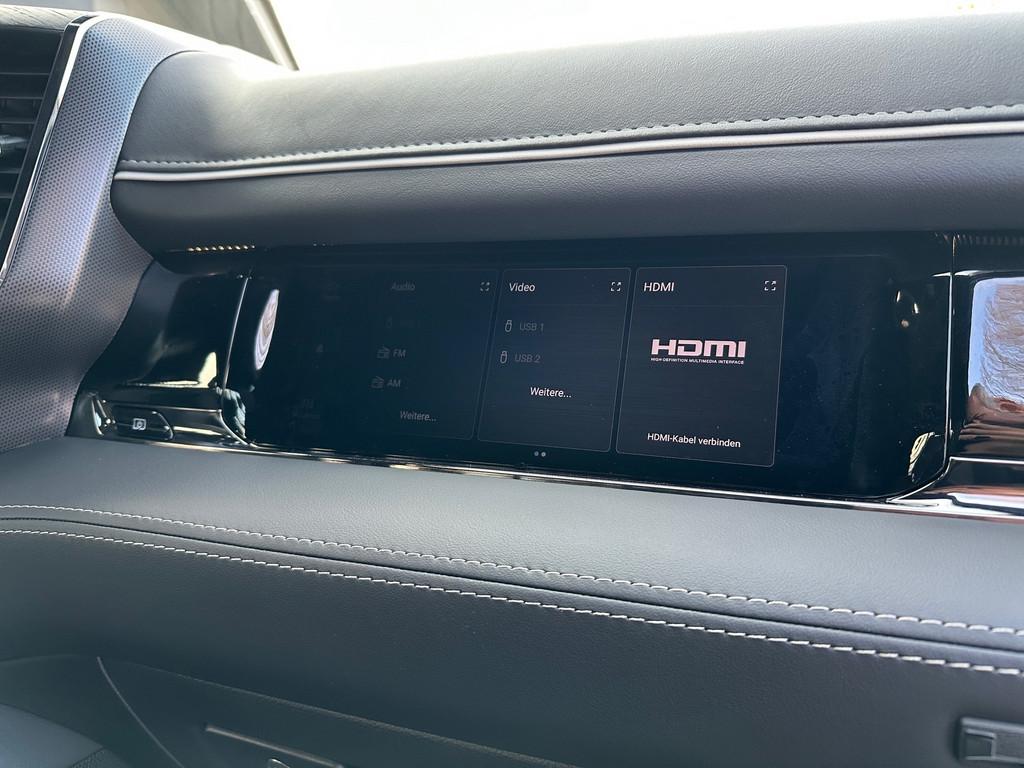 Audio
FM
AM
Weitere...
Video
USB 1
USB 2
Weitere...
HDMI
HDMI
HIGH-DEFINITION MULTIMEDIA INTERFACE
HDMI-Kabel verbinden